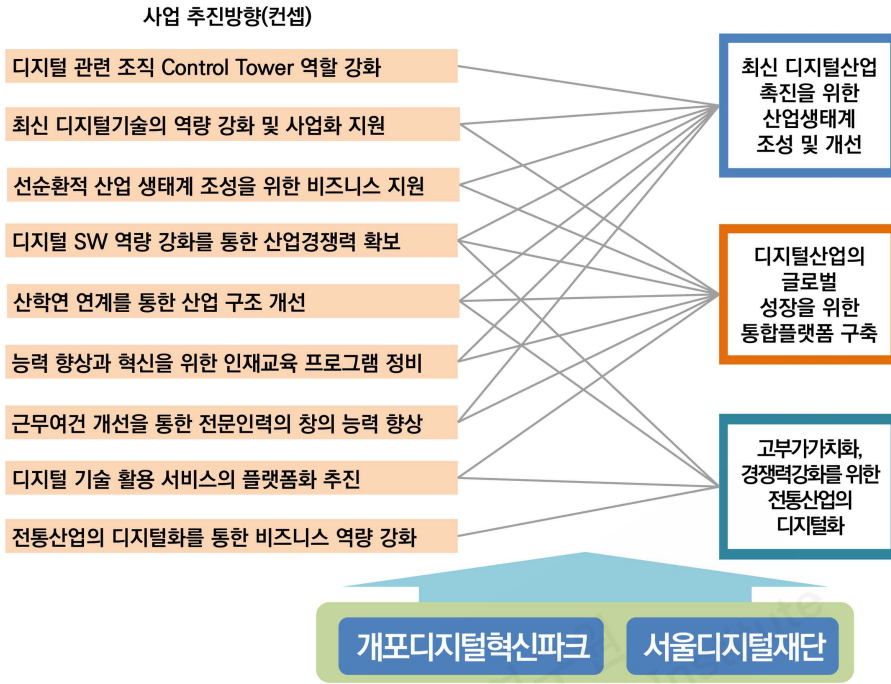 사업 추진방향(컨셉)
디지털 관련 조직 Control Tower 역할 강화
최신 디지털기술의 역량 강화 및 사업화 지원
선순환적 산업 생태계 조성을 위한 비즈니스 지원
디지털 SW 역량 강화를 통한 산업경쟁력 확보
산학연 연계를 통한 산업 구조 개선
능력 향상과 혁신을 위한 인재교육 프로그램 정비
근무여건 개선을 통한 전문인력의 창의 능력 향상
디지털 기술 활용 서비스의 플랫폼화 추진
전통산업의 디지털화를 통한 비즈니스 역량 강화
최신 디지털산업
촉진을 위한
산업생태계
조성 및 개선
디지털산업의
글로벌
성장을 위한
통합플랫폼 구축
고부가가치화,
경쟁력강화를 위한
전통산업의
디지털화
개포디지털혁신파크
서울디지털재단